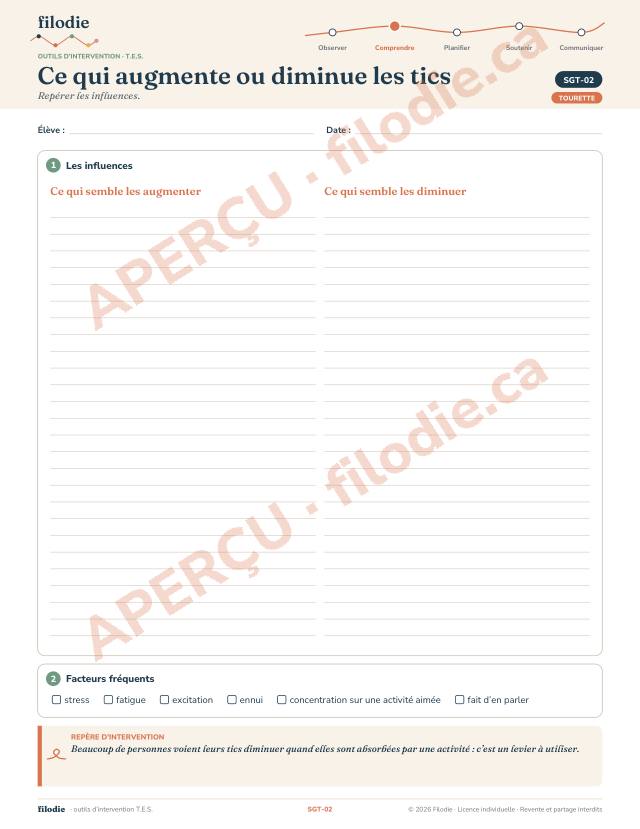 filodie
OUTILS D'INTERVENTION · T.E.S.
Observer Comprendre Planifier Soutenir Communiquer
Ce qui augmente ou diminue les tics
Repérer les influences.
SGT-02
TOURETTE
Élève : Date :
1 Les influences
Ce qui semble les augmenter Ce qui semble les diminuer
APERÇU · filodie.ca
APERÇU · filodie.ca
2 Facteurs fréquents
stress fatigue excitation ennui concentration sur une activité aimée fait d'en parler
REPÈRE D'INTERVENTION
Beaucoup de personnes voient leurs tics diminuer quand elles sont absorbées par une activité : c'est un levier à utiliser.
filodie · outils d'intervention T.E.S. SGT-02 © 2026 Filodie · Licence individuelle · Revente et partage interdits